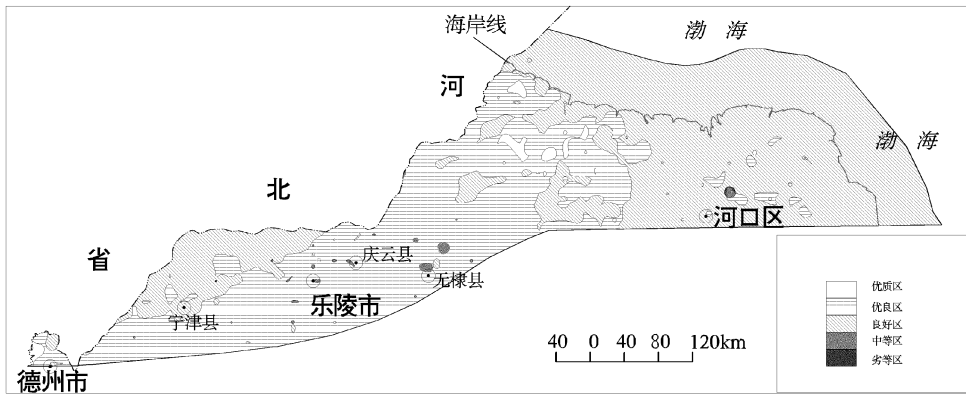 渤 海
海岸线
河
渤 海
北
河口区
省
庆云县
无棣县
优质区
乐陵市
优良区
宁津县
良好区
中等区
40 0 40 80 120km
劣等区
德州市